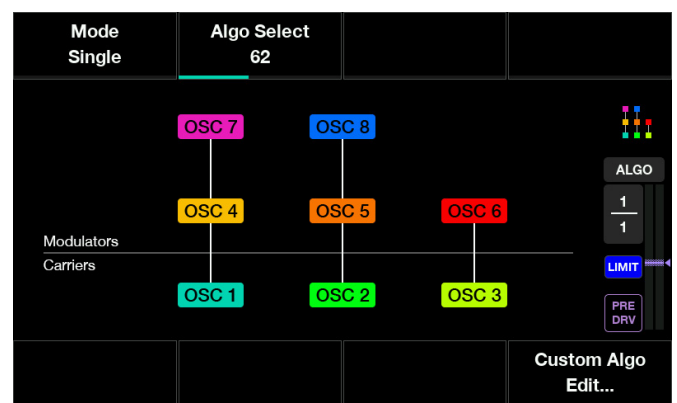 Mode
Single
Algo Select
62
OSC 7
OSC 8
ALGO
OSC 4
OSC 5
OSC 6
1
1
Modulators
Carriers
LIMIT
OSC 1
OSC 2
OSC 3
PRE
DRV
Custom Algo
Edit...